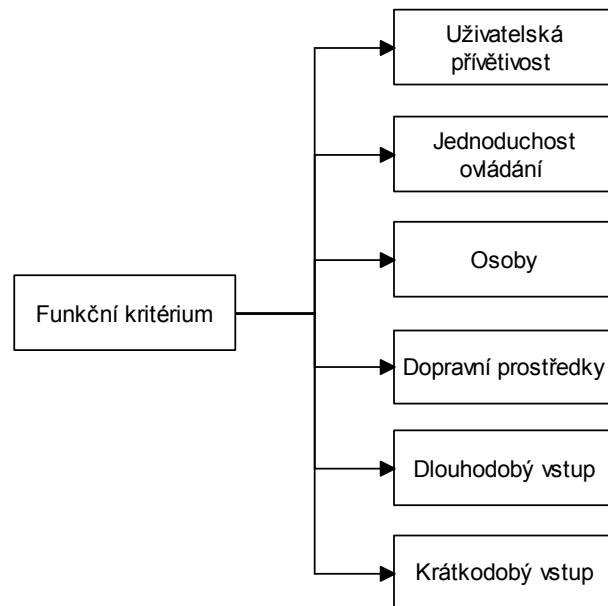 Uživatelská
přívětivost
Jednoduchost
ovládání
Osoby
Funkční kritérium
Dopravní prostředky
Dlouhodobý vstup
Krátkodobý vstup